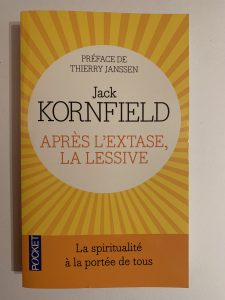 PRÉFACE DE
THIERRY JANSSEN
Jack
KORNFIELD
APRÈS L'EXTASE,
LA LESSIVE
POCKET
La spiritualité
à la portée de tous